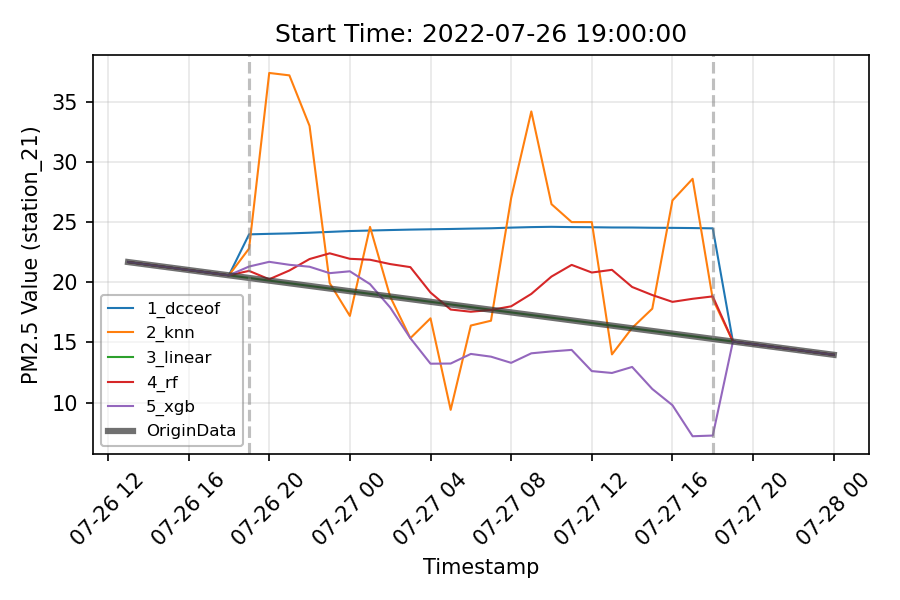 Start Time: 2022-07-26 19:00:00
PM2.5 Value (station_21)
35
30
25
20
15
10
1_dcceof
2_knn
3_linear
4_rf
5_xgb
OriginData
07-26 12
07-26 16
07-26 20
07-27 00
07-27 04
07-27 08
07-27 12
07-27 16
07-27 20
07-28 00
Timestamp